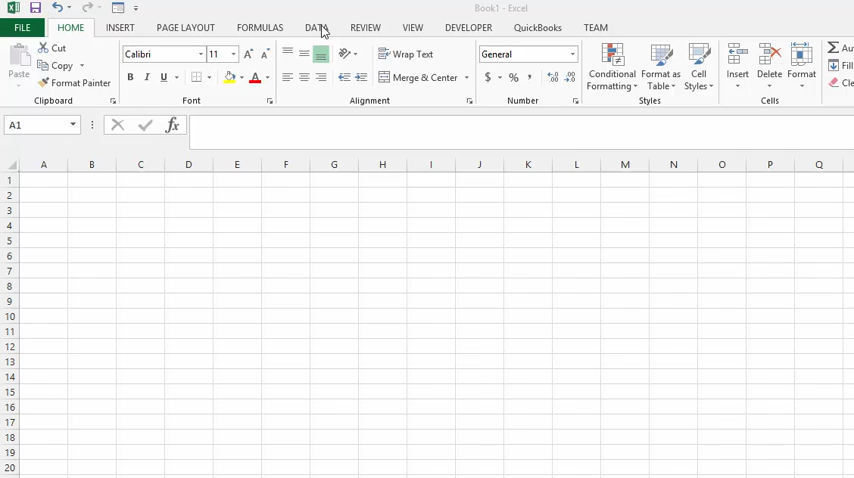 Book1 - Excel
FILE HOME INSERT PAGE LAYOUT FORMULAS DATA REVIEW VIEW DEVELOPER QuickBooks TEAM
Paste
Cut
Copy
Format Painter
Clipboard
Calibri 11
B I U
Font
Wrap Text
Merge & Center
Alignment
General
$ %
Number
Conditional Formatting
Format as Table
Cell Styles
Styles
Insert Delete Format
Cells
A1
fx
A B C D E F G H I J K L M N O P Q
1
2
3
4
5
6
7
8
9
10
11
12
13
14
15
16
17
18
19
20